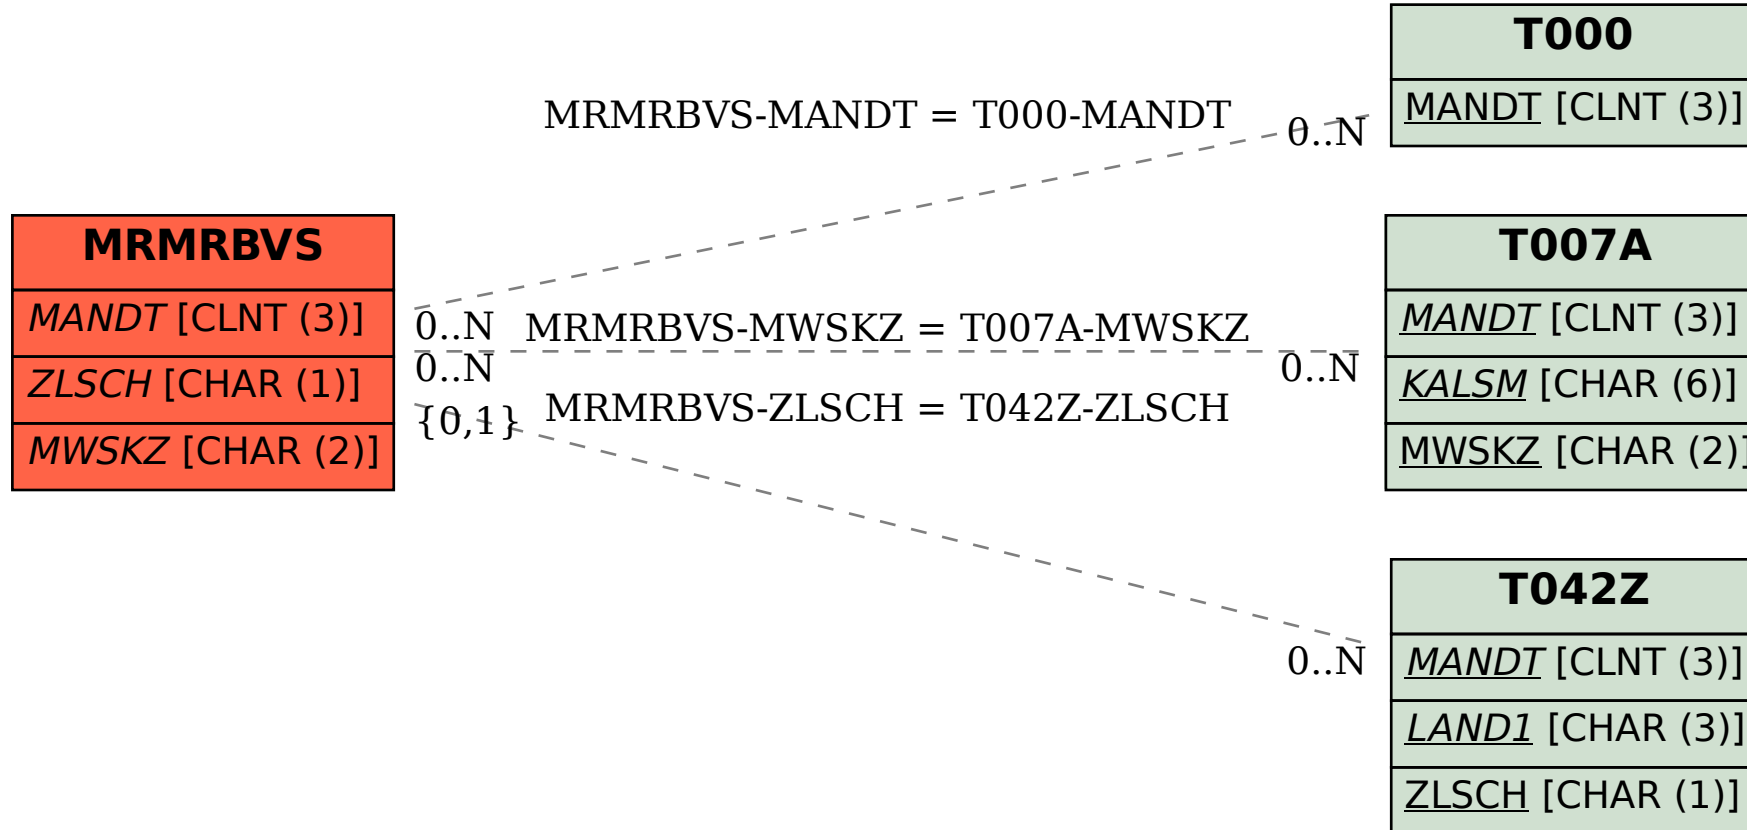 T000
MANDT [CLNT (3)]
MRMRBVS-MANDT = T000-MANDT
0..N
MRMRBVS
MANDT [CLNT (3)]
ZLSCH [CHAR (1)]
MWSKZ [CHAR (2)]
0..N
MRMRBVS-MWSKZ = T007A-MWSKZ
0..N
0..N
{0,1}
MRMRBVS-ZLSCH = T042Z-ZLSCH
0..N
T007A
MANDT [CLNT (3)]
KALSM [CHAR (6)]
MWSKZ [CHAR (2)]
T042Z
MANDT [CLNT (3)]
LAND1 [CHAR (3)]
ZLSCH [CHAR (1)]